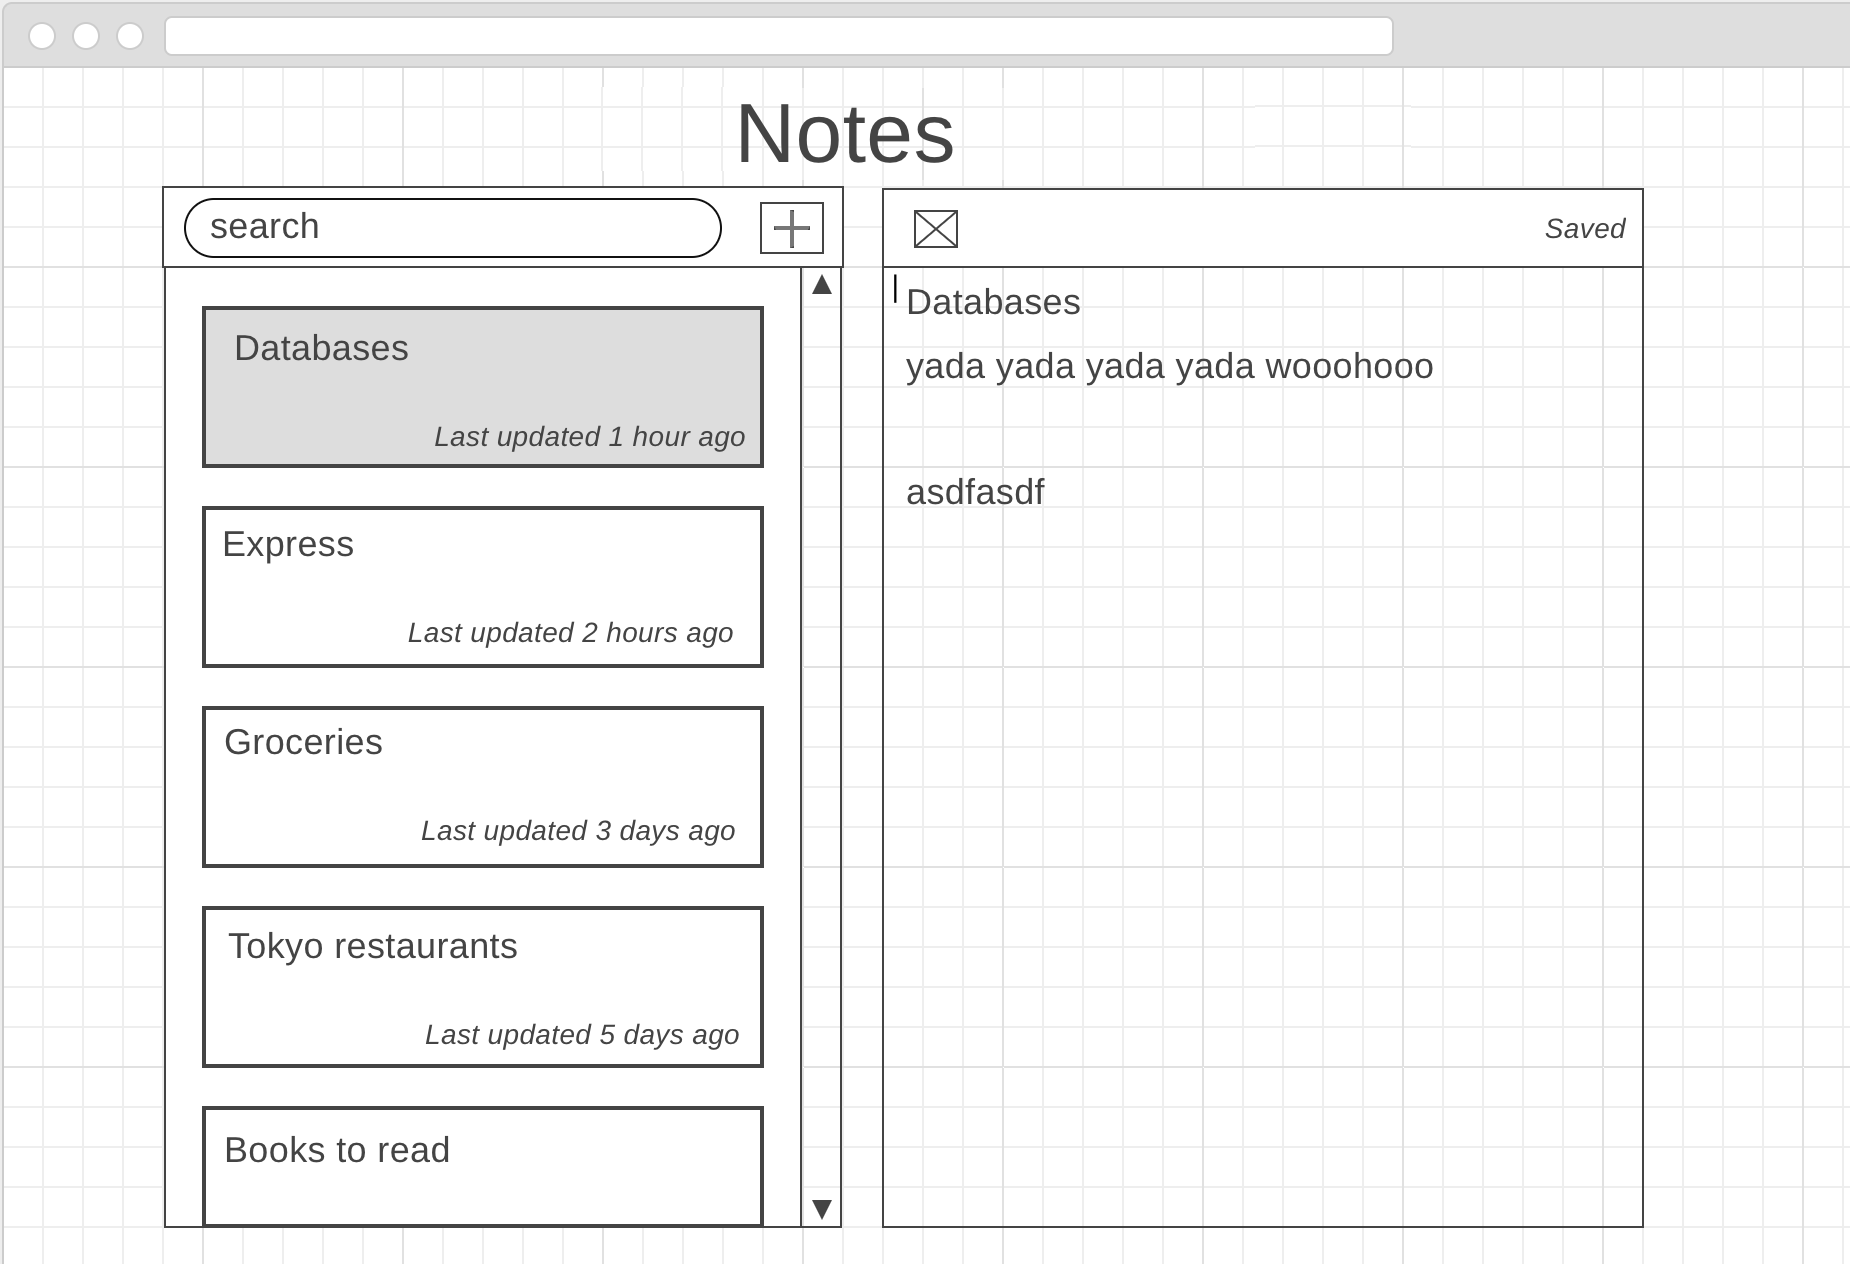 Notes
search
Databases
Last updated 1 hour ago
Express
Last updated 2 hours ago
Groceries
Last updated 3 days ago
Tokyo restaurants
Last updated 5 days ago
Books to read
Saved
Databases
yada yada yada yada wooohooo
asdfasdf